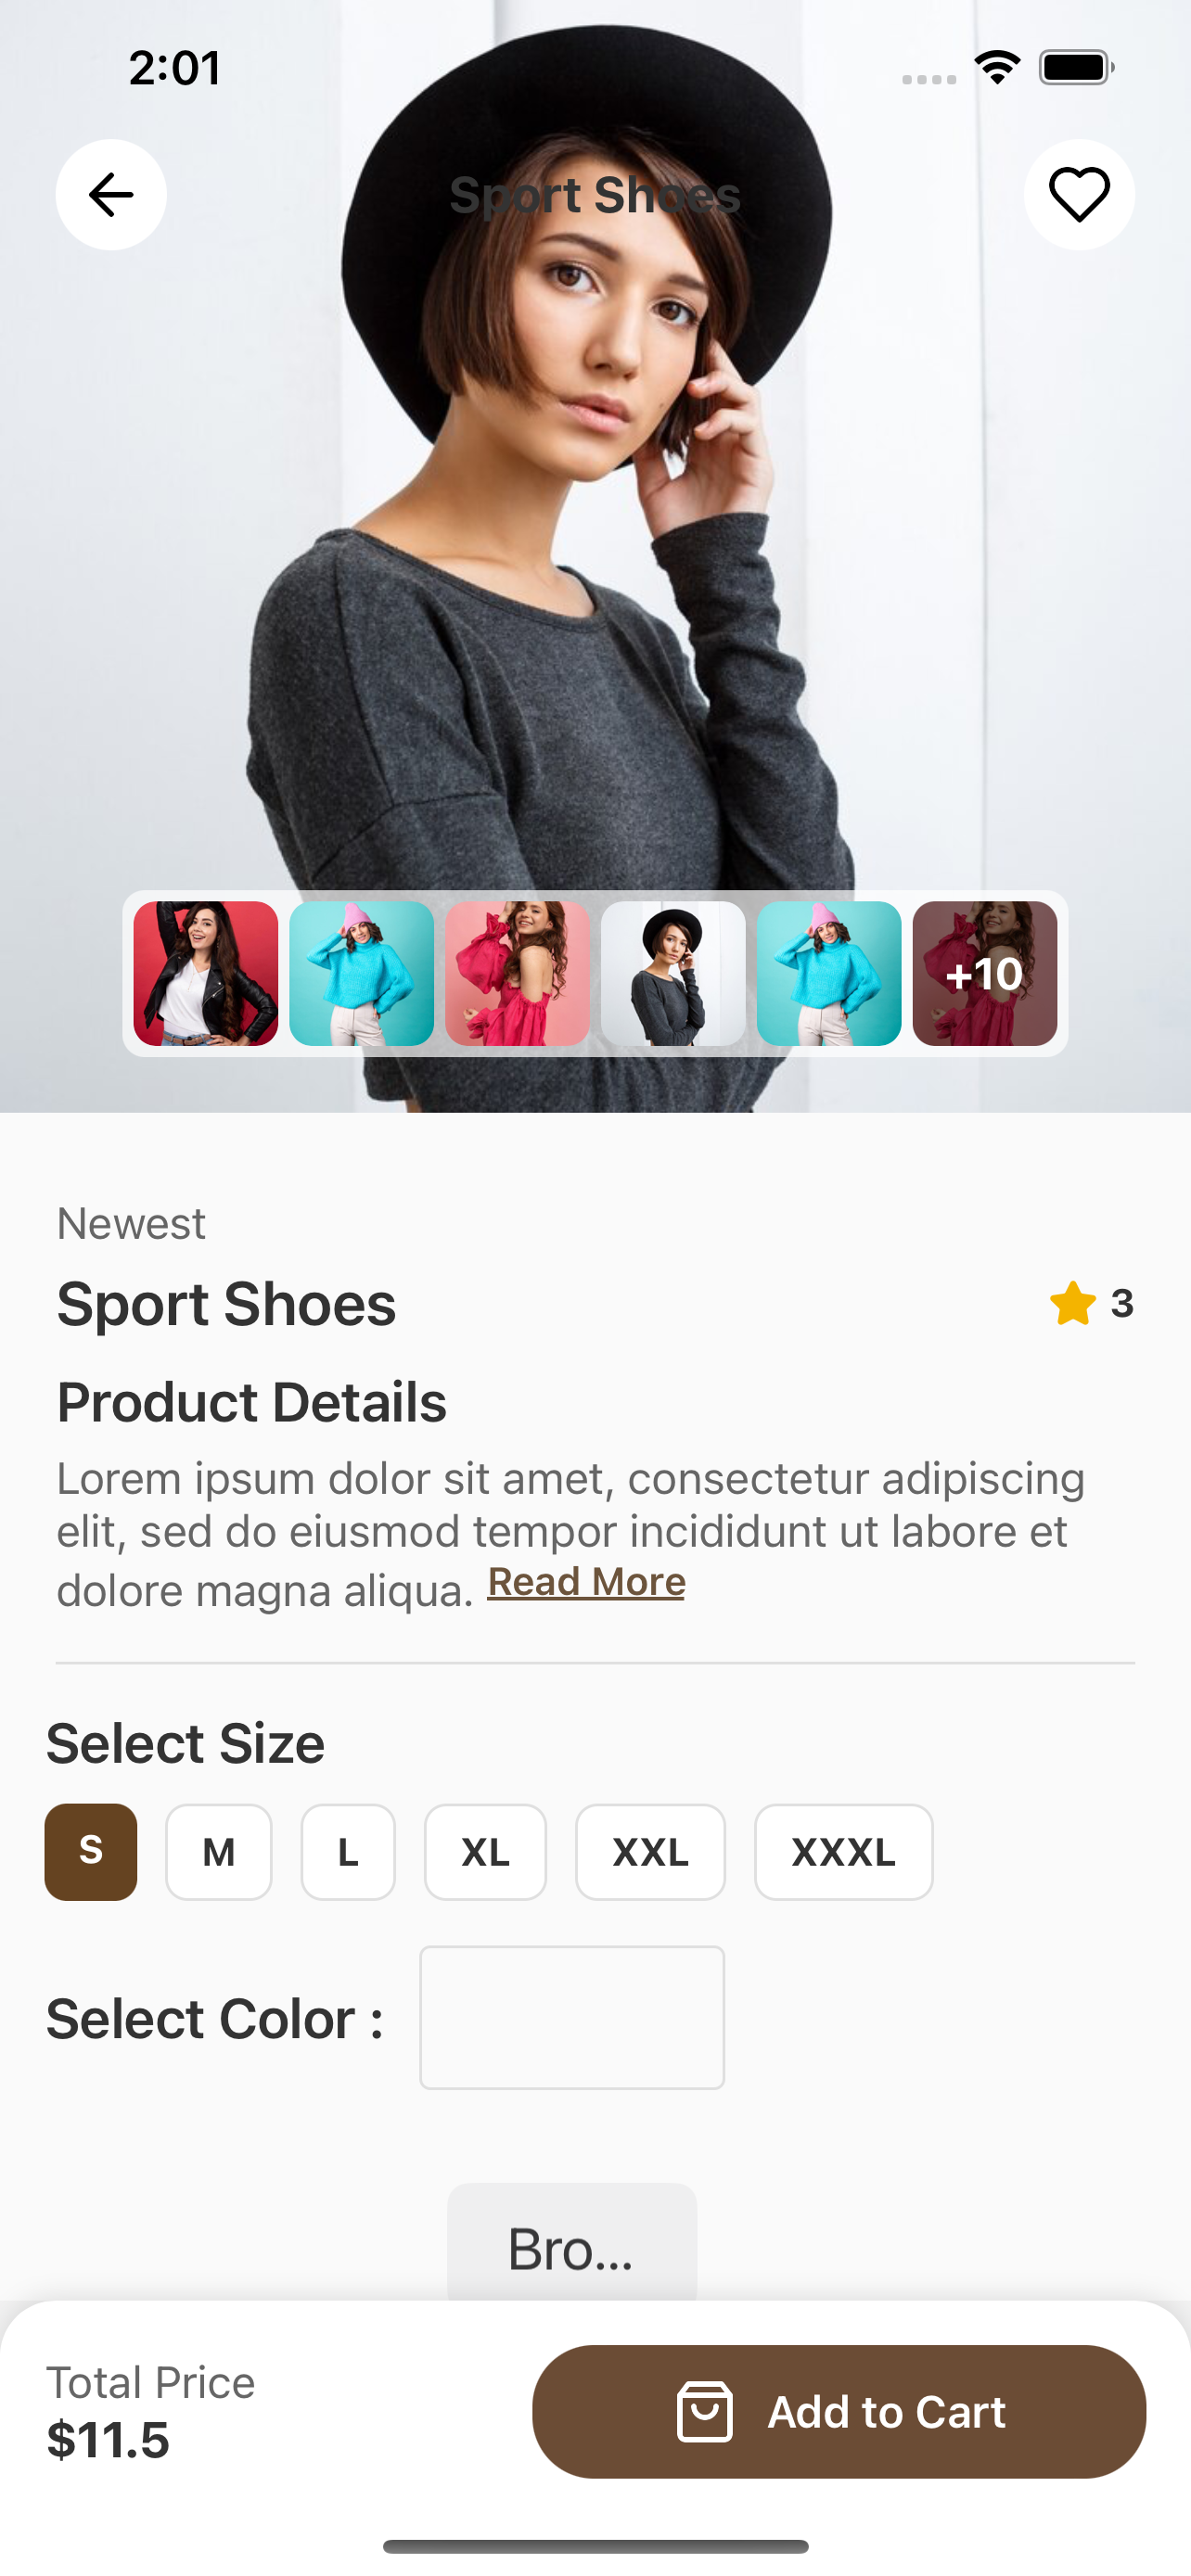 2:01
Sport Shoes
+10
Newest
Sport Shoes
3
Product Details
Lorem ipsum dolor sit amet, consectetur adipiscing
elit, sed do eiusmod tempor incididunt ut labore et
dolore magna aliqua. Read More
Select Size
S M L XL XXL XXXL
Select Color :
Bro...
Total Price
$11.5
Add to Cart